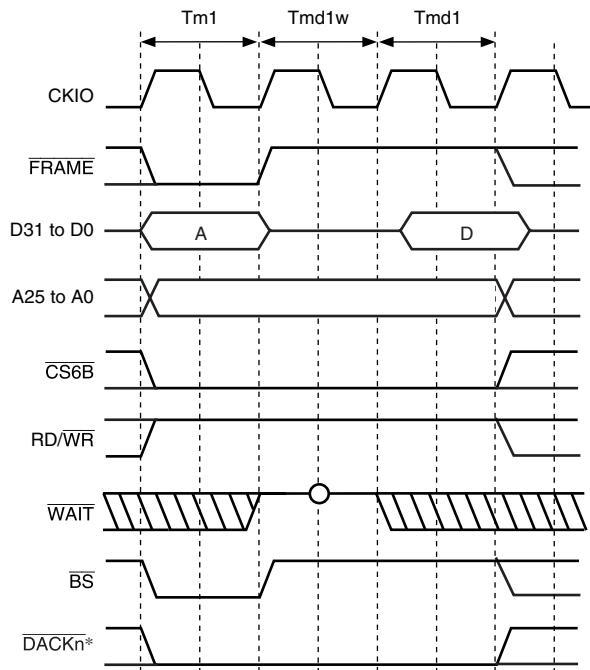 Tm1 Tmd1w Tmd1
CKIO
FRAME
D31 to D0
A D
A25 to A0
CS6B
RD/WR
WAIT
BS
DACKn*